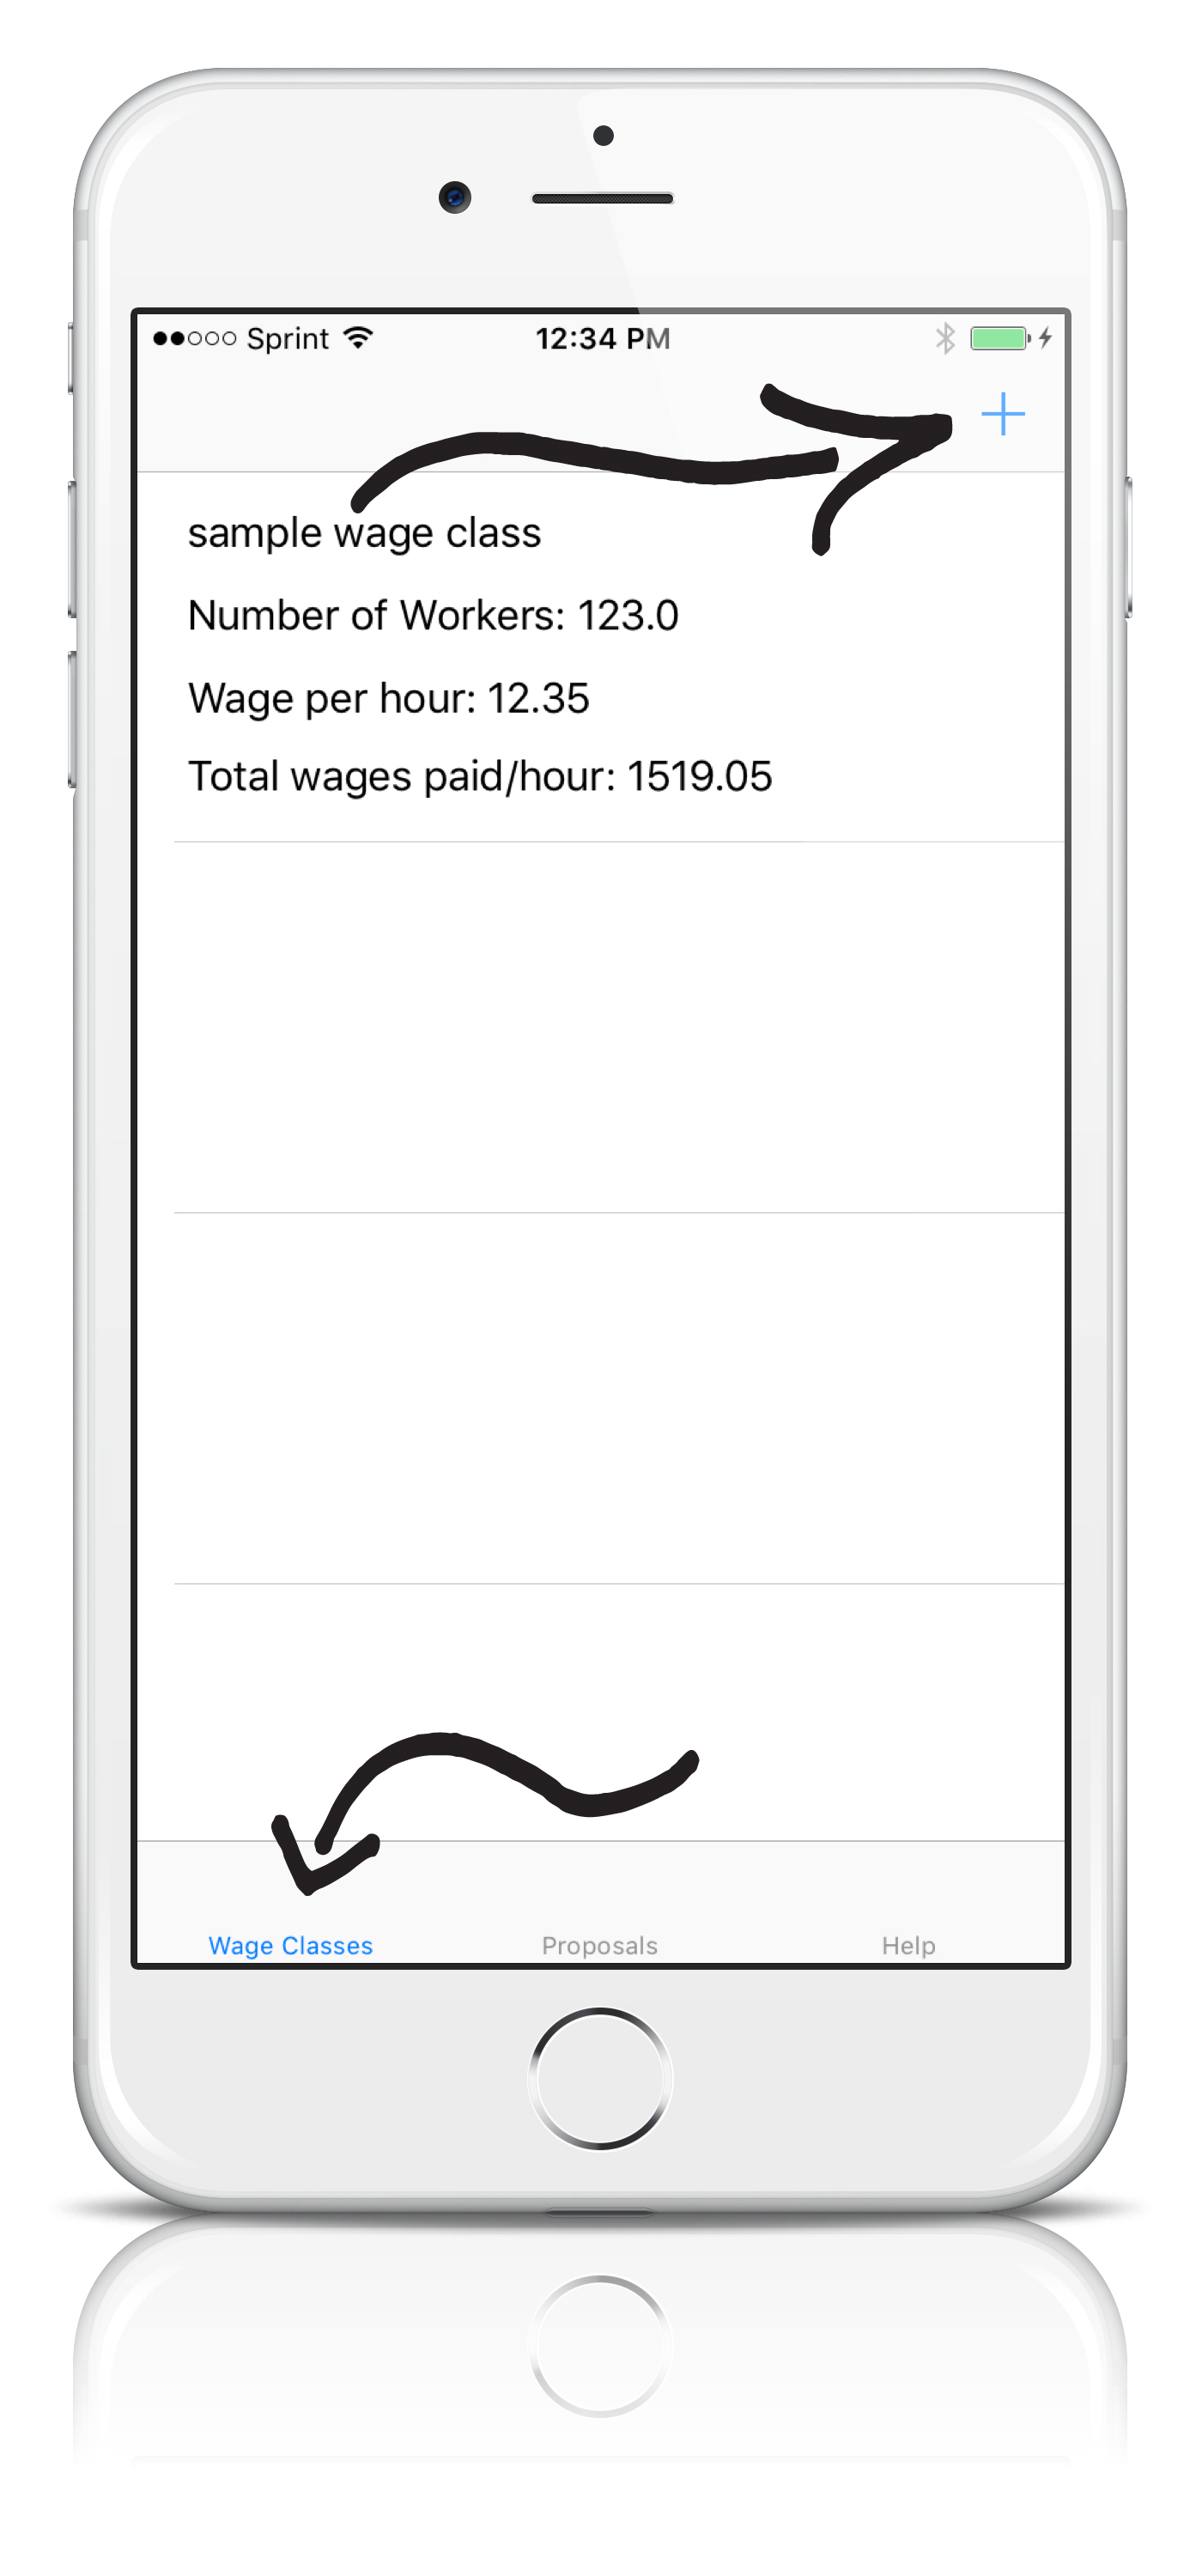 Sprint 12:34 PM
sample wage class
Number of Workers: 123.0
Wage per hour: 12.35
Total wages paid/hour: 1519.05
Wage Classes Proposals Help